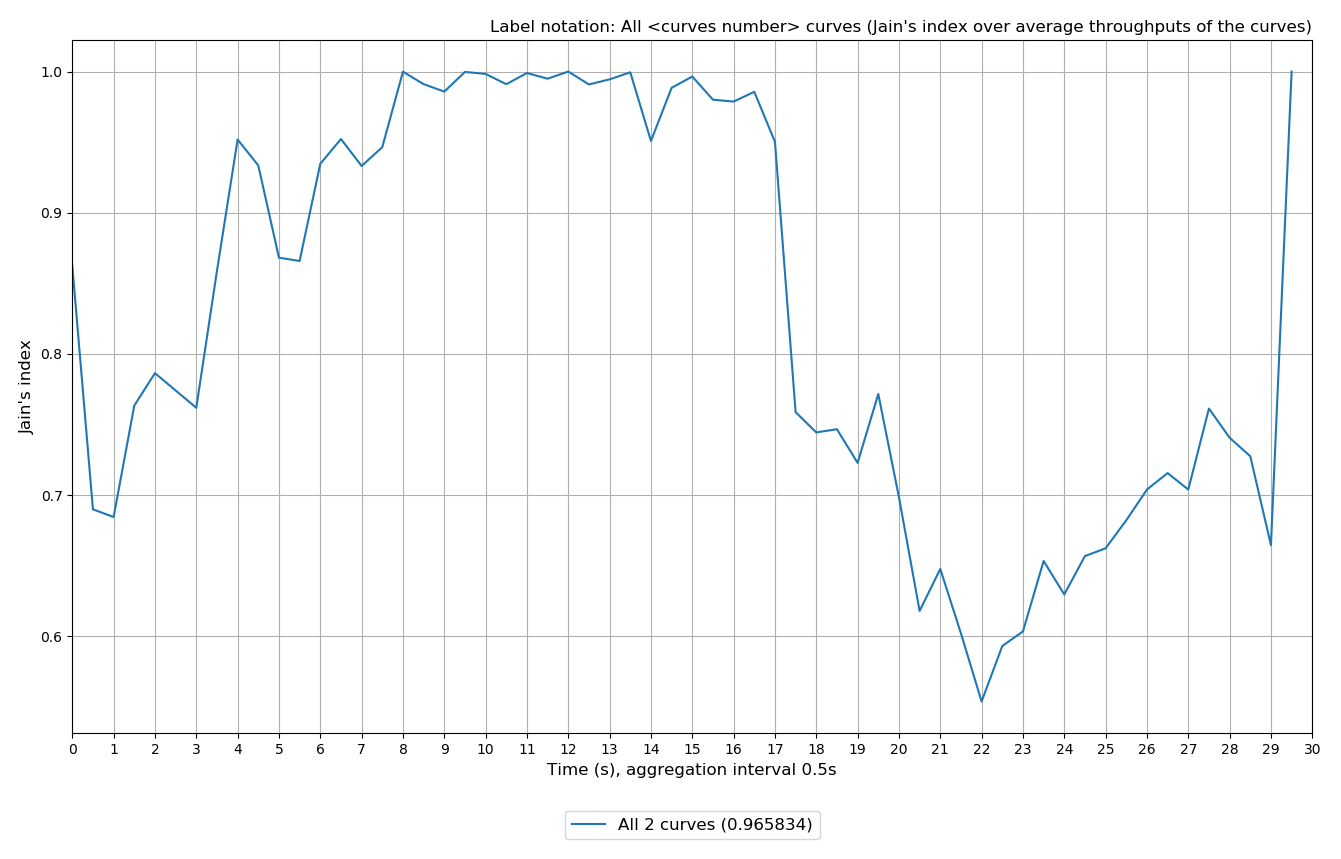 Label notation: All <curves number> curves (Jain's index over average throughputs of the curves)
1.0
0.9
0.8
0.7
0.6
Jain's index
0 1 2 3 4 5 6 7 8 9 10 11 12 13 14 15 16 17 18 19 20 21 22 23 24 25 26 27 28 29 30
Time (s), aggregation interval 0.5s
All 2 curves (0.965834)